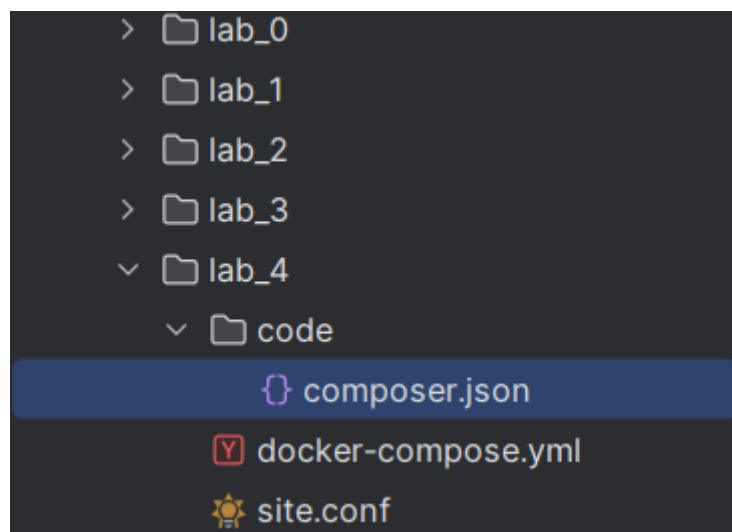 lab_0
lab_1
lab_2
lab_3
lab_4
code
{} composer.json
Y docker-compose.yml
site.conf